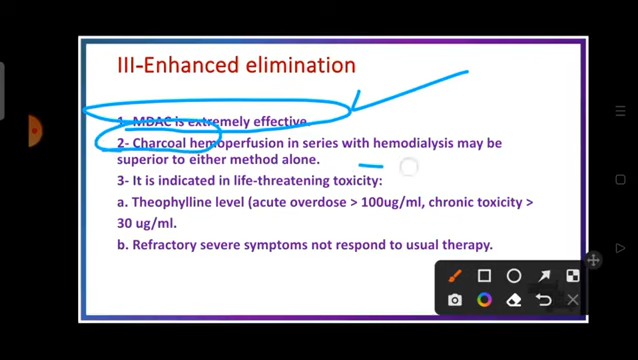 III-Enhanced elimination
1- MDAC is extremely effective.
2- Charcoal hemoperfusion in series with hemodialysis may be
superior to either method alone.
3- It is indicated in life-threatening toxicity:
a. Theophylline level (acute overdose > 100ug/ml, chronic toxicity >
30 ug/ml.
b. Refractory severe symptoms not respond to usual therapy.